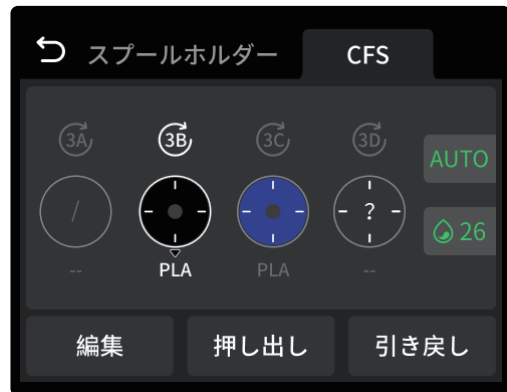 スプールホルダー CFS
3A 3B 3C 3D
AUTO
/ ?
26
-- PLA PLA --
編集 押し出し 引き戻し